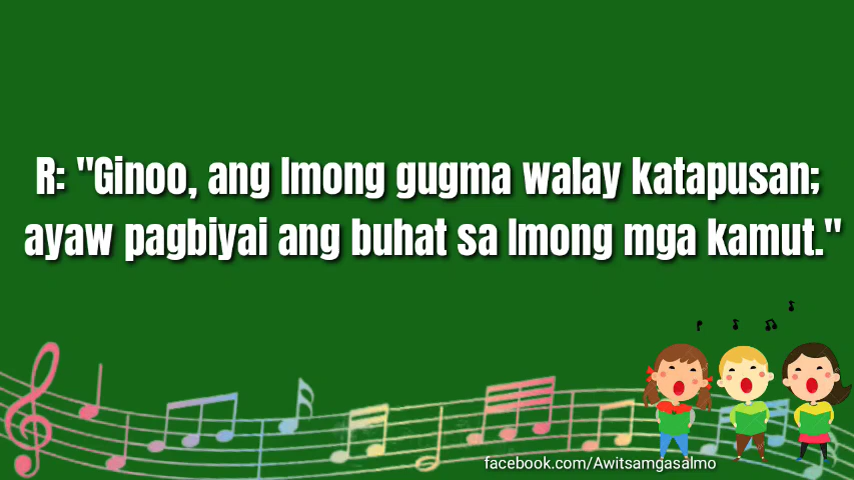 R: "Ginoo, ang Imong gugma walay katapusan;
ayaw pagbiyai ang buhat sa Imong mga kamut."
facebook.com/Awitsamgasalmo